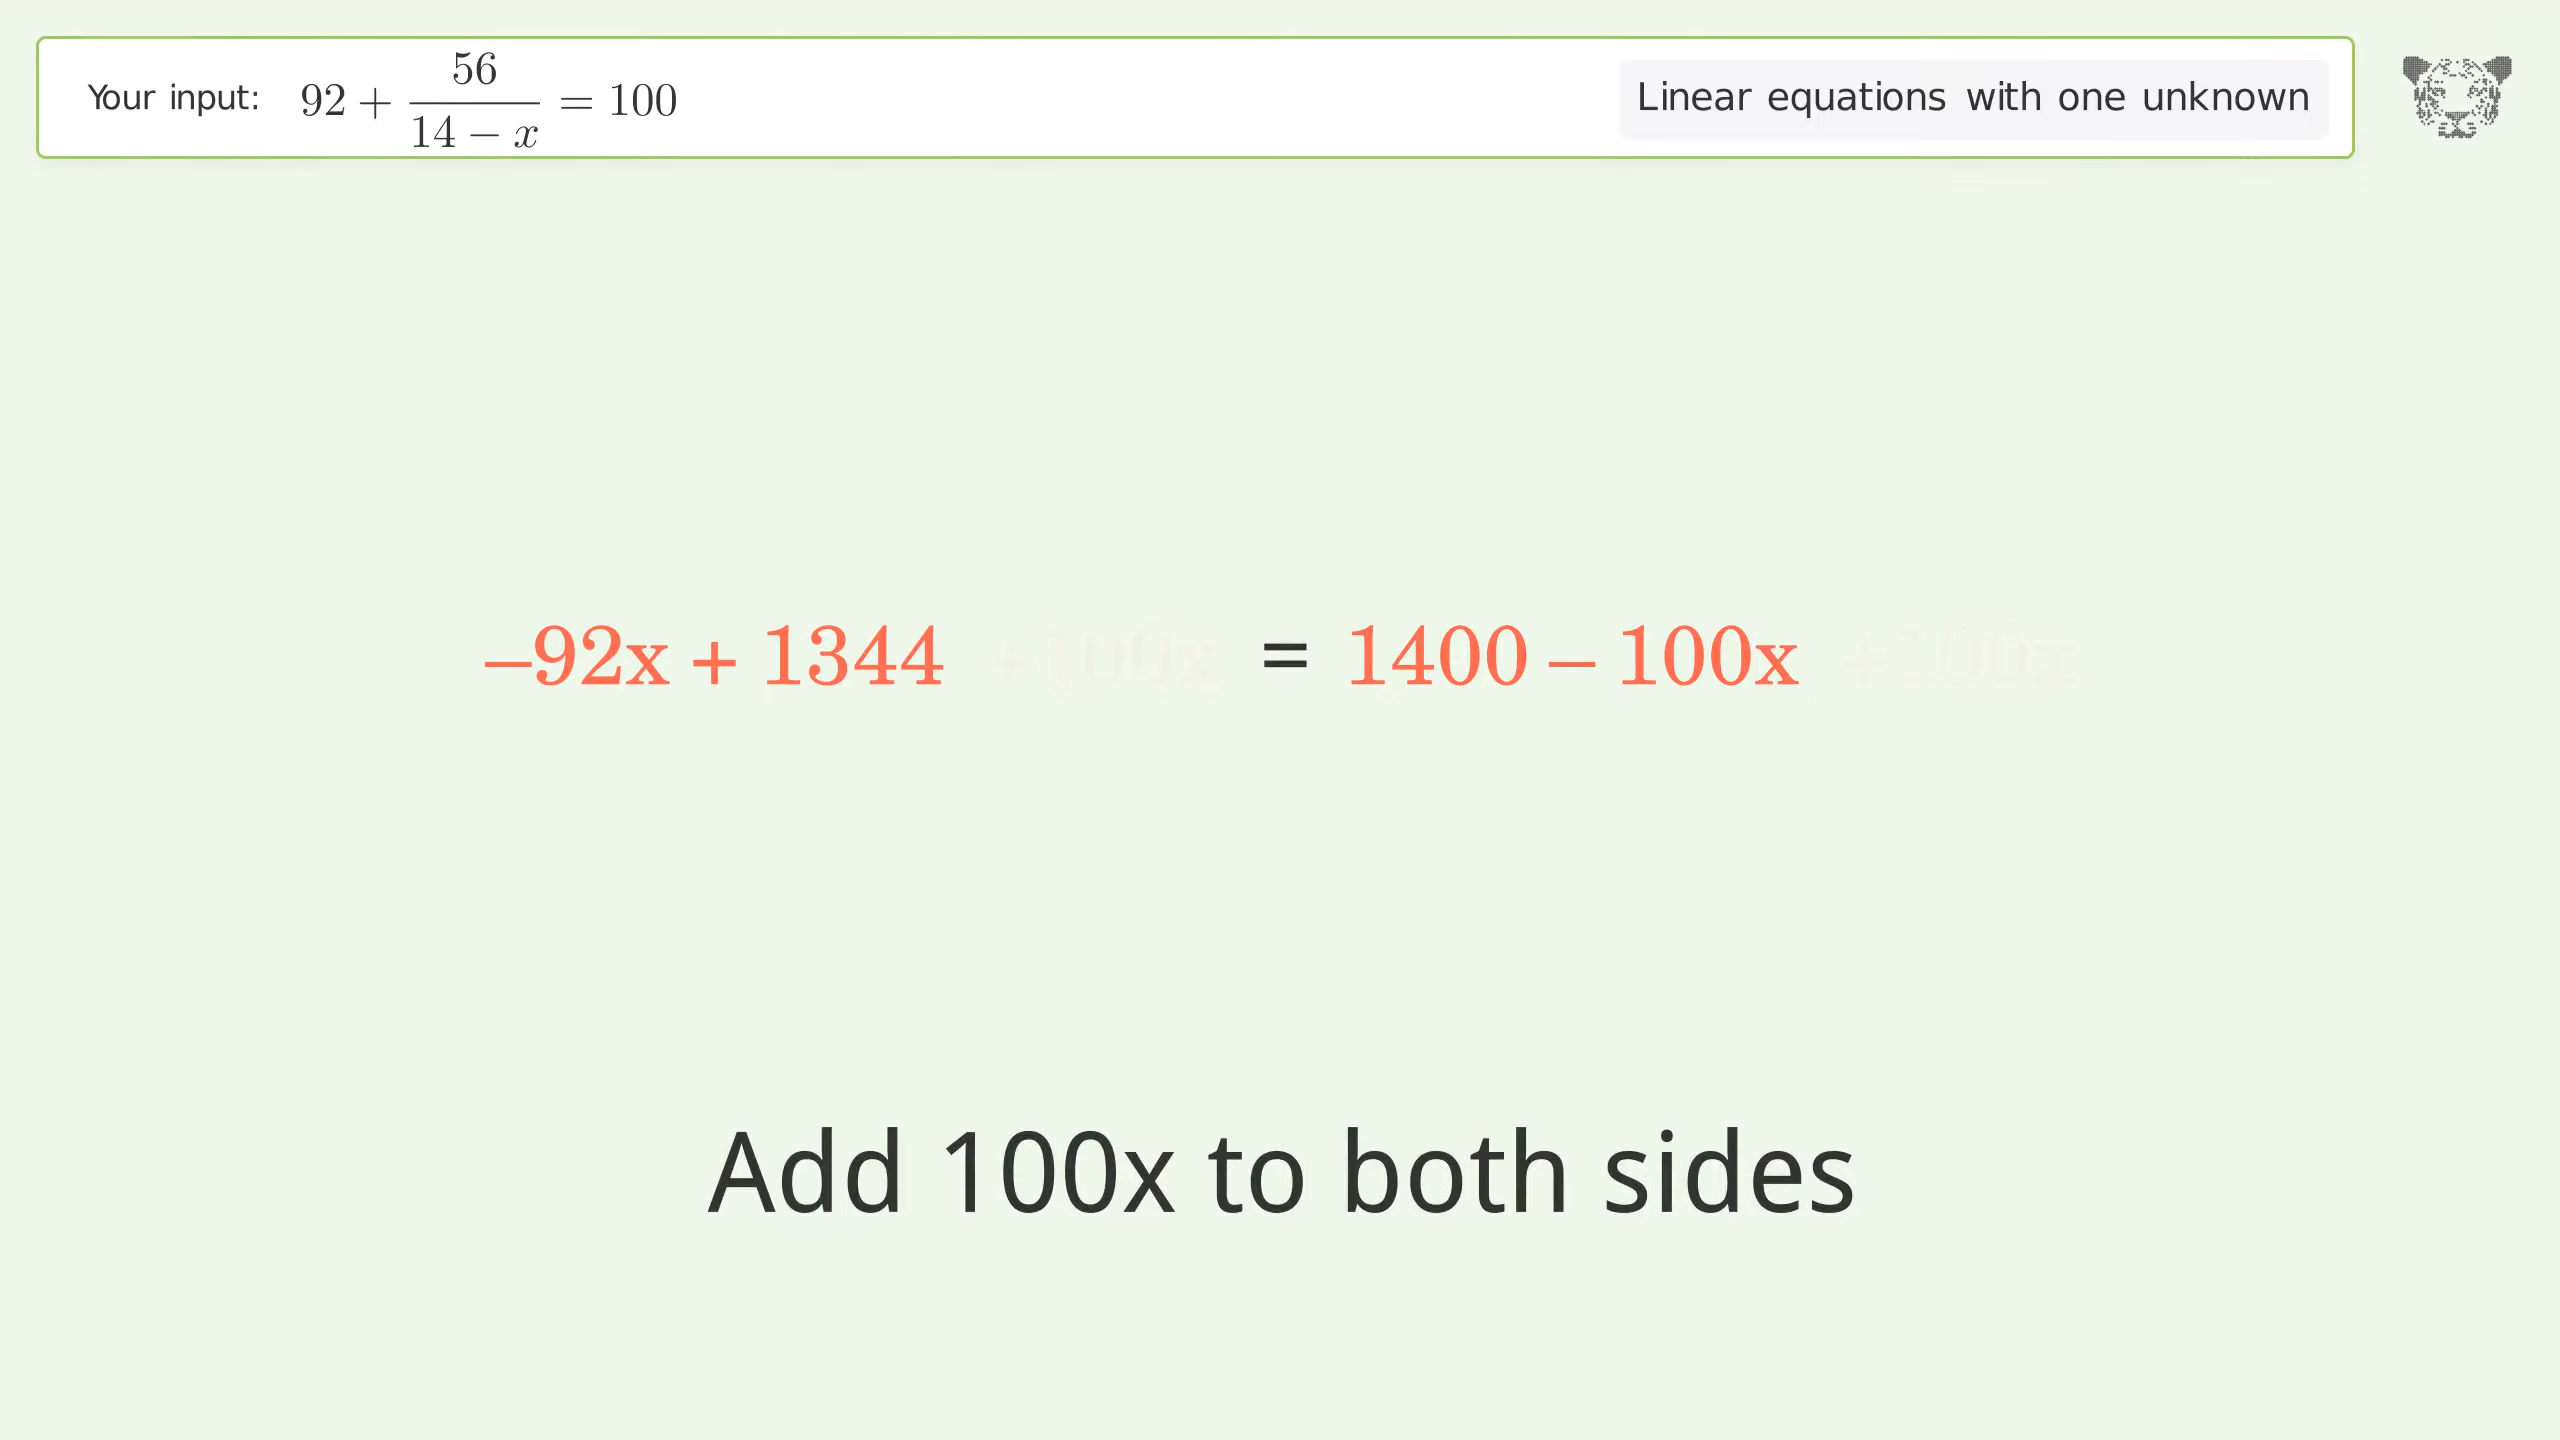 Your input: 92 + 56/(14 − x) = 100
Linear equations with one unknown
−92x + 1344 +100x = 1400 − 100x +100x
Add 100x to both sides